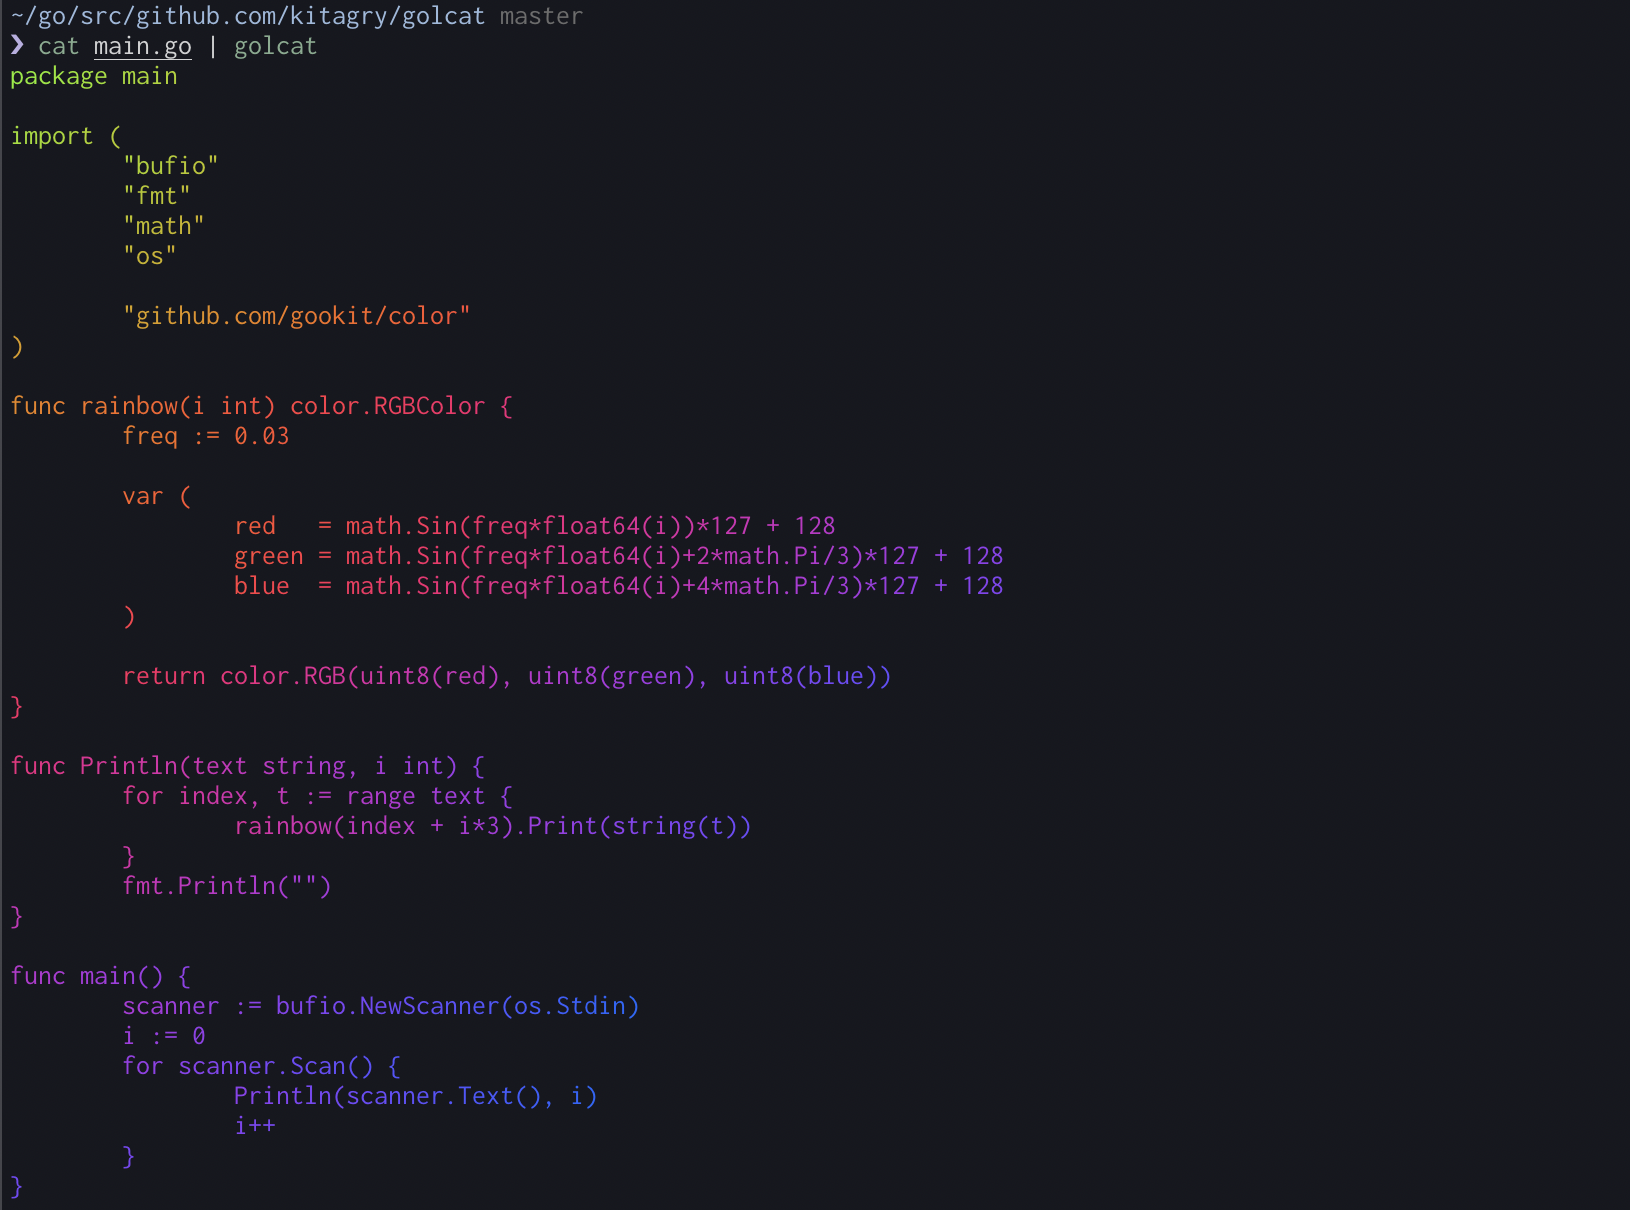 ~/go/src/github.com/kitagry/golcat master
❯ cat main.go | golcat
package main

import (
        "bufio"
        "fmt"
        "math"
        "os"

        "github.com/gookit/color"
)

func rainbow(i int) color.RGBColor {
        freq := 0.03

        var (
                red   = math.Sin(freq*float64(i))*127 + 128
                green = math.Sin(freq*float64(i)+2*math.Pi/3)*127 + 128
                blue  = math.Sin(freq*float64(i)+4*math.Pi/3)*127 + 128
        )

        return color.RGB(uint8(red), uint8(green), uint8(blue))
}

func Println(text string, i int) {
        for index, t := range text {
                rainbow(index + i*3).Print(string(t))
        }
        fmt.Println("")
}

func main() {
        scanner := bufio.NewScanner(os.Stdin)
        i := 0
        for scanner.Scan() {
                Println(scanner.Text(), i)
                i++
        }
}